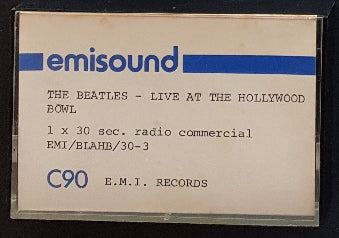 emisound
THE BEATLES - LIVE AT THE HOLLYWOOD
BOWL
1 x 30 sec. radio commercial
EMI/BLAHB/30-3
C90 E.M.I. RECORDS